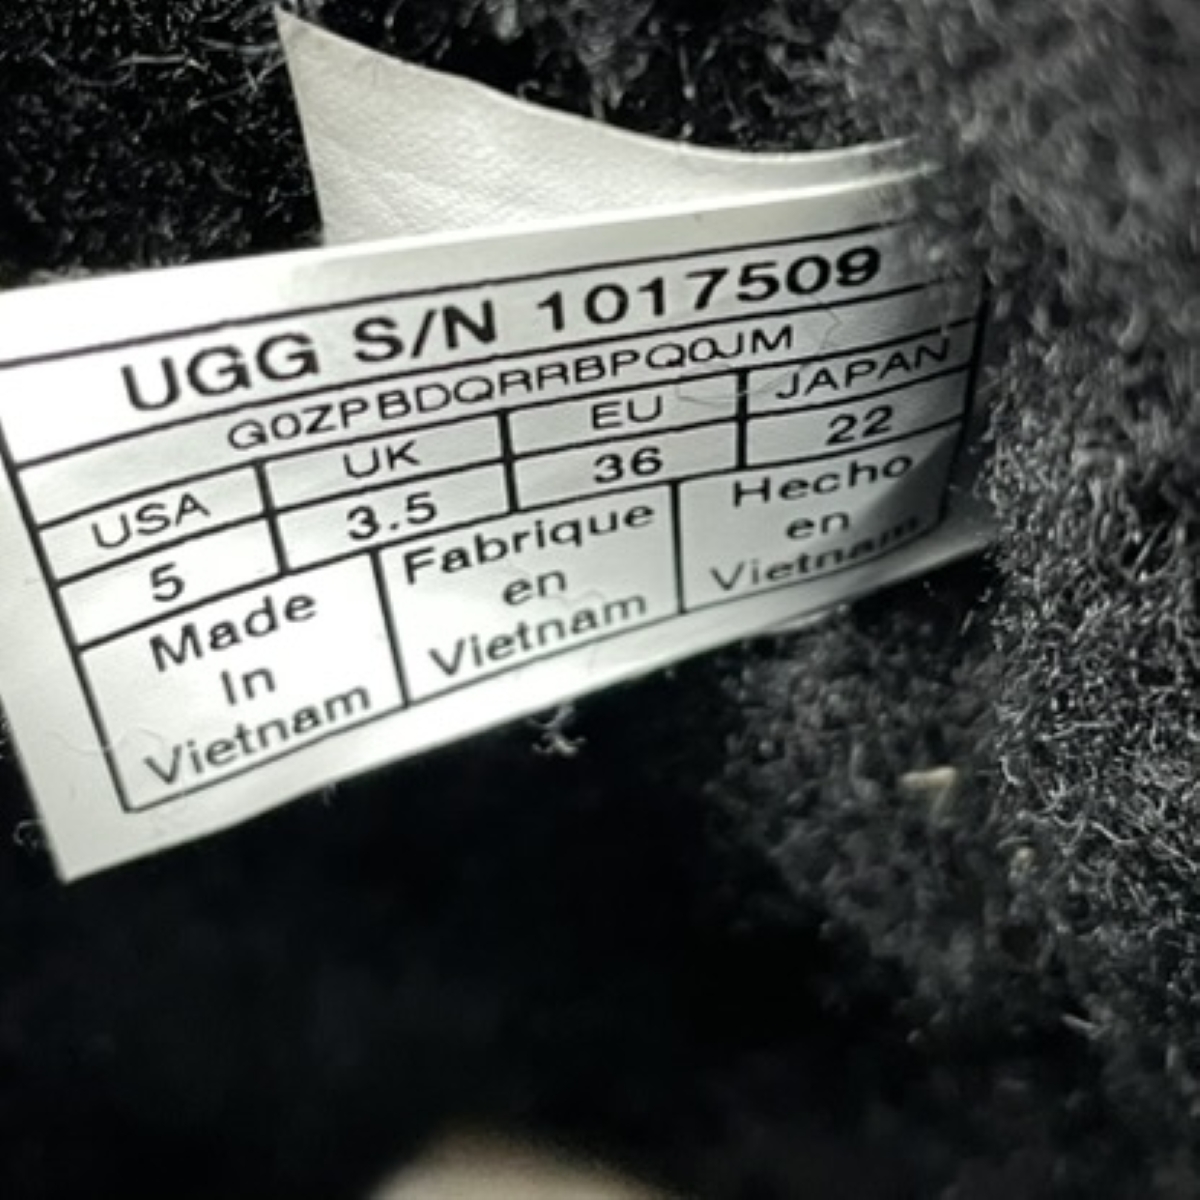 UGG S/N 1017509
G0ZPBDQRRBPQ0JM
USA UK EU JAPAN
5 3.5 36 22
Made Fabrique Hecho
In en en
Vietnam Vietnam Vietnam